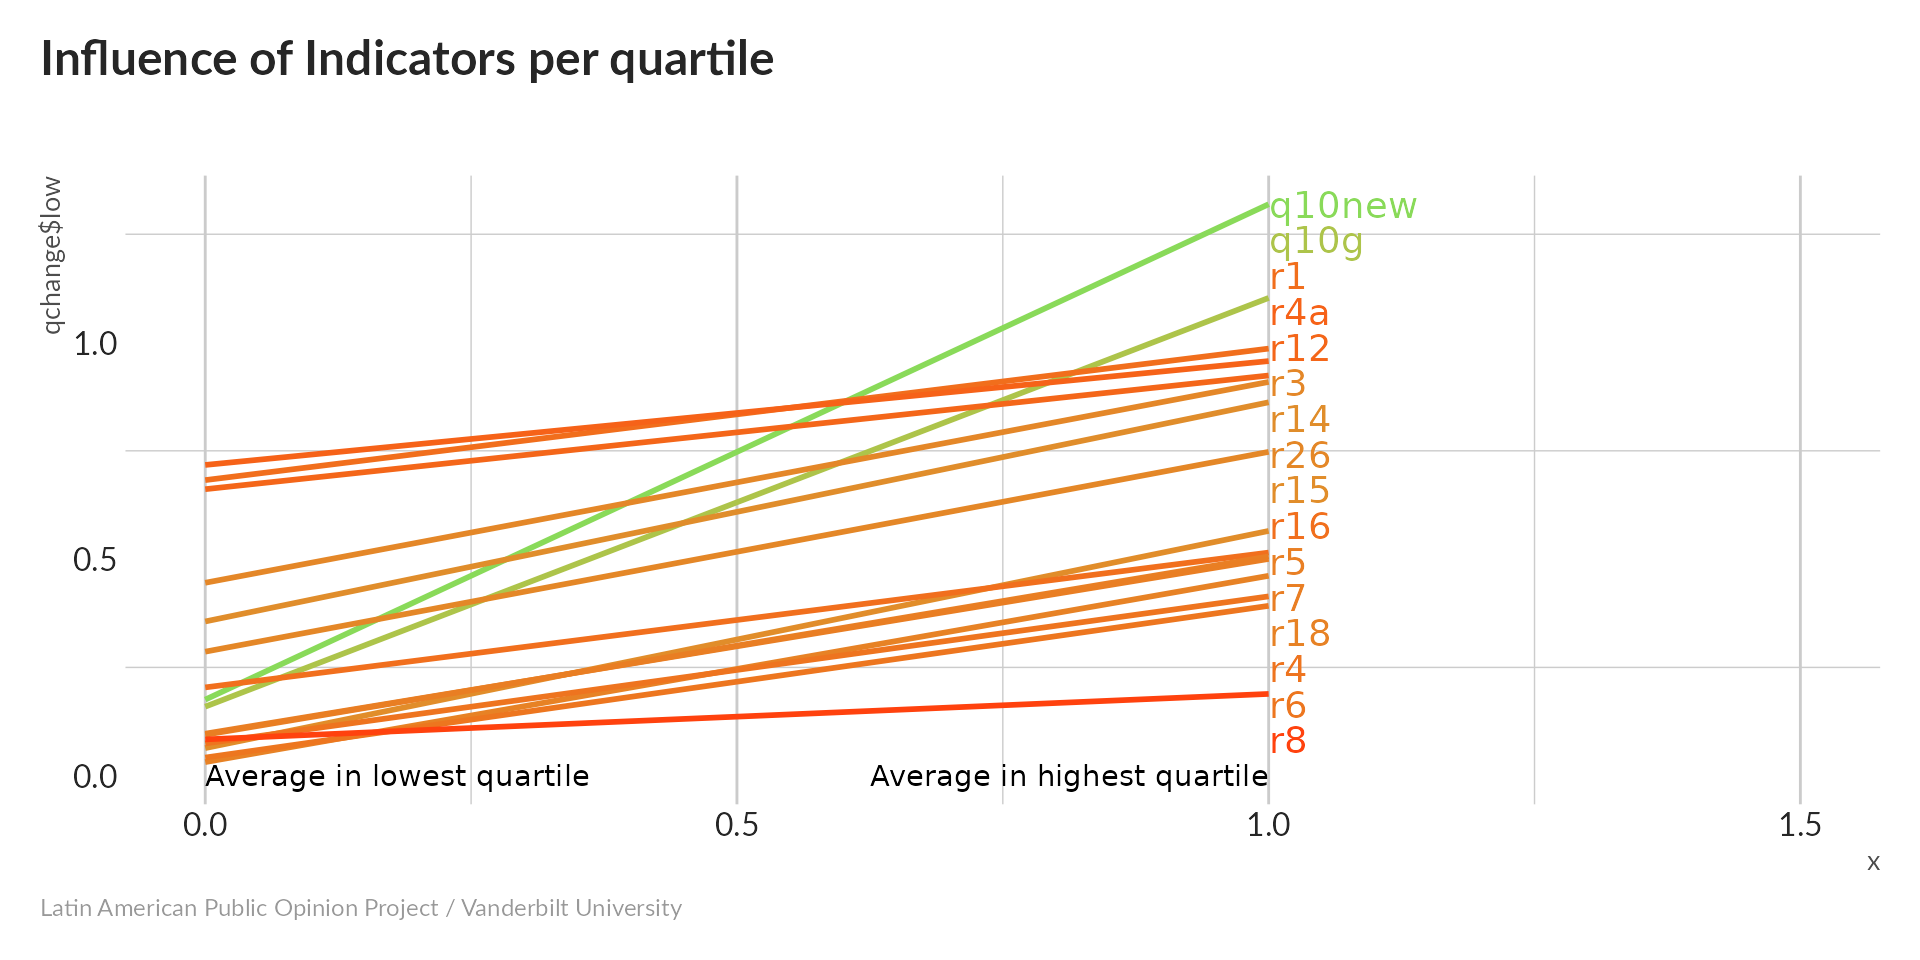 Influence of Indicators per quartile
qchange$low
q10new
q10g
r1
r4a
1.0
r12
r3
r14
r26
r15
r16
0.5
r5
r7
r18
r4
r6
r8
0.0
Average in lowest quartile
Average in highest quartile
0.0
0.5
1.0
1.5
x
Latin American Public Opinion Project / Vanderbilt University